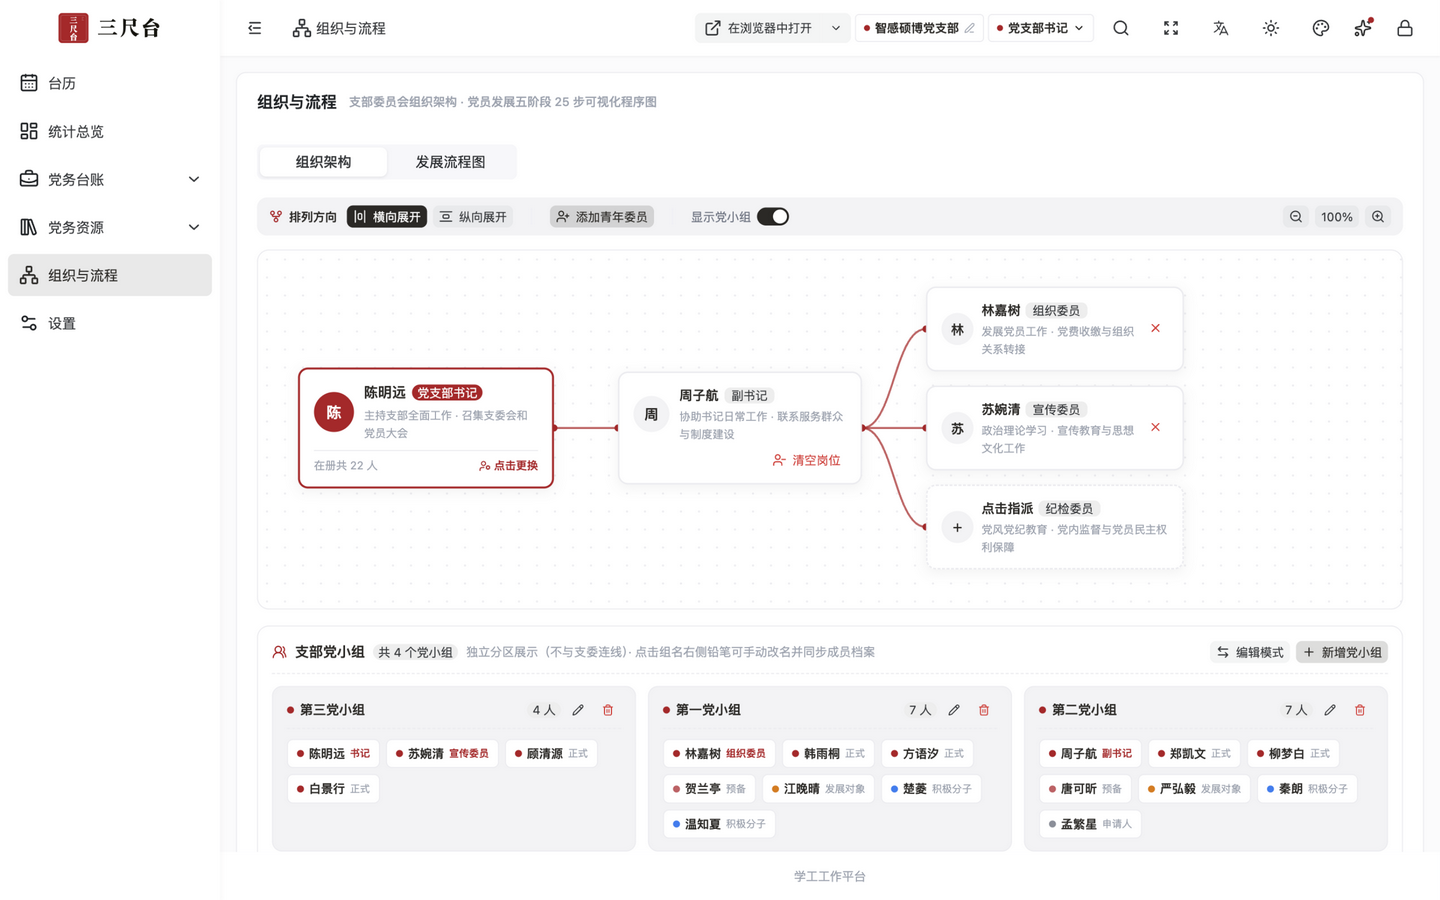 三尺台
三尺台
台历
统计总览
党务台账
党务资源
组织与流程
设置
组织与流程
在浏览器中打开
智感硕博党支部
党支部书记
组织与流程 支部委员会组织架构 · 党员发展五阶段 25 步可视化程序图
组织架构 发展流程图
排列方向 横向展开 纵向展开 添加青年委员 显示党小组 100%
陈
陈明远 党支部书记
主持支部全面工作 · 召集支委会和
党员大会
在册共 22 人 点击更换
周
周子航 副书记
协助书记日常工作 · 联系服务群众
与制度建设
清空岗位
林
林嘉树 组织委员
发展党员工作 · 党费收缴与组织
关系转接
苏
苏婉清 宣传委员
政治理论学习 · 宣传教育与思想
文化工作
点击指派 纪检委员
党风党纪教育 · 党内监督与党员民主权
利保障
支部党小组 共 4 个党小组 独立分区展示（不与支委连线）· 点击组名右侧铅笔可手动改名并同步成员档案 编辑模式 新增党小组
第三党小组 4 人
陈明远 书记 苏婉清 宣传委员 顾清源 正式
白景行 正式
第一党小组 7 人
林嘉树 组织委员 韩雨桐 正式 方语汐 正式
贺兰亭 预备 江晚晴 发展对象 楚菱 积极分子
温知夏 积极分子
第二党小组 7 人
周子航 副书记 郑凯文 正式 柳梦白 正式
唐可昕 预备 严弘毅 发展对象 秦朗 积极分子
孟繁星 申请人
学工工作平台